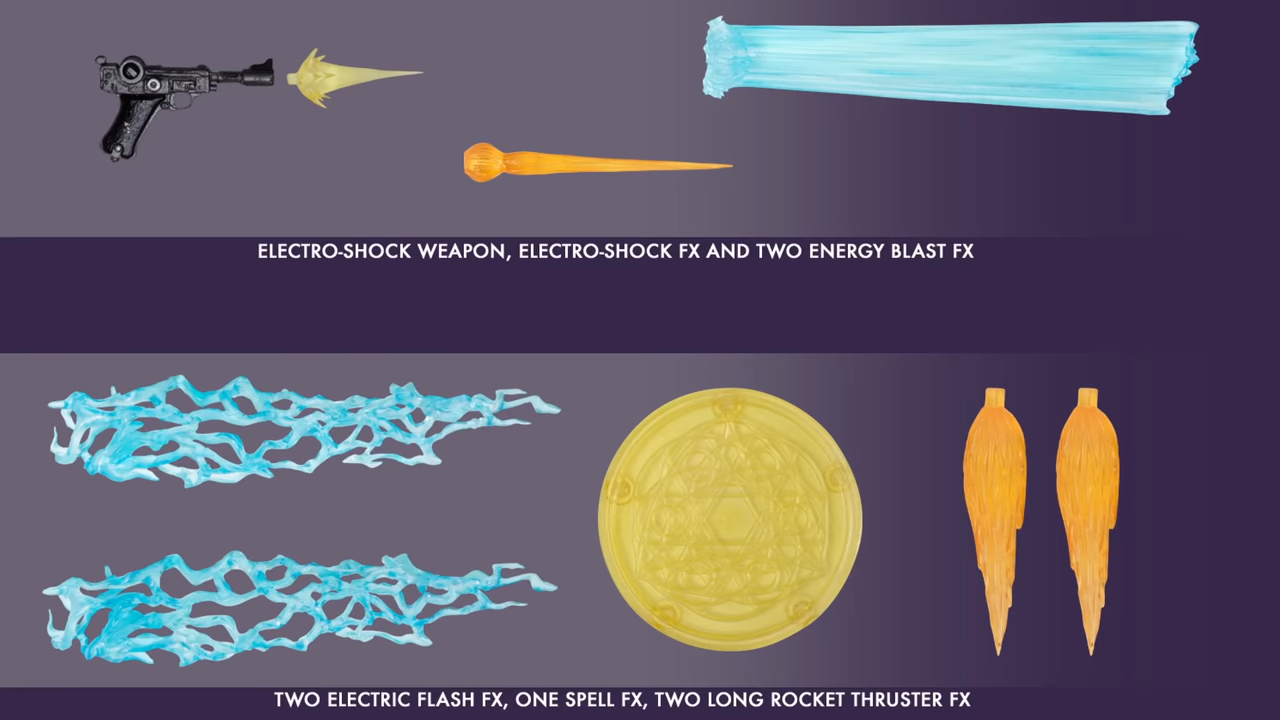 ELECTRO-SHOCK WEAPON, ELECTRO-SHOCK FX AND TWO ENERGY BLAST FX
TWO ELECTRIC FLASH FX, ONE SPELL FX, TWO LONG ROCKET THRUSTER FX